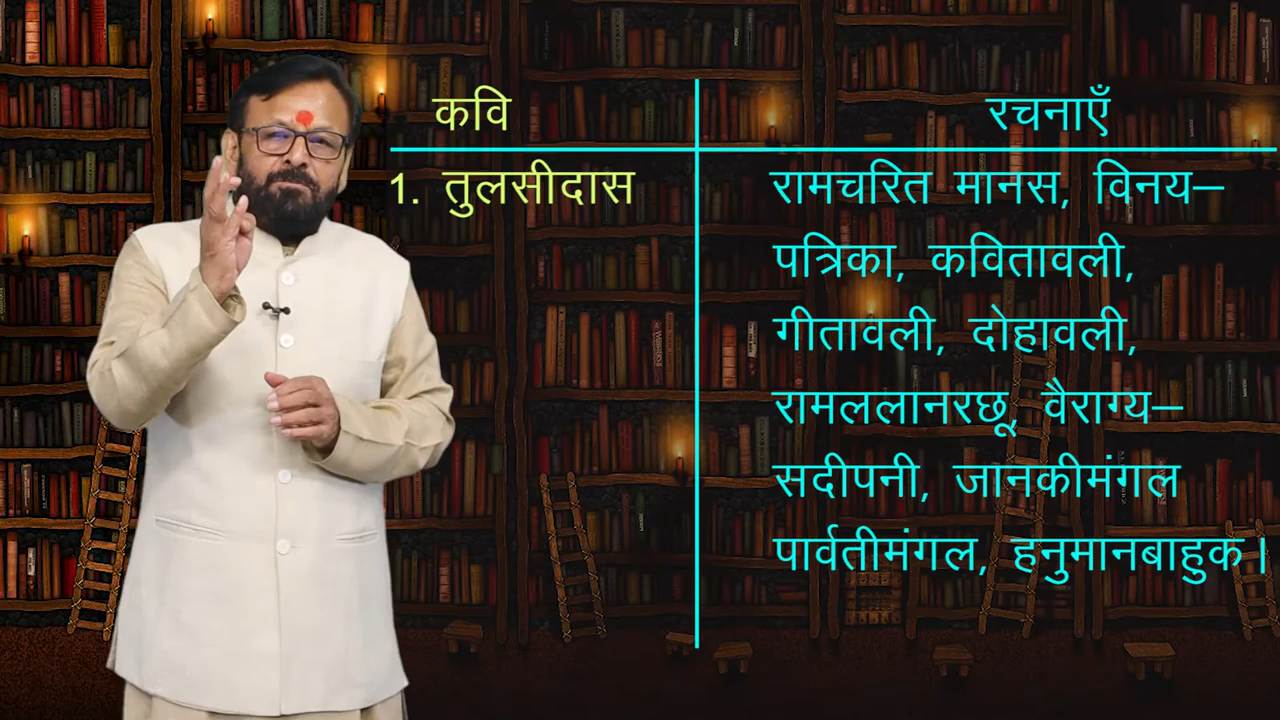 कवि रचनाएँ
1. तुलसीदास रामचरित मानस, विनय–
पत्रिका, कवितावली,
गीतावली, दोहावली,
रामललानरछू, वैराग्य–
सदीपनी, जानकीमंगल
पार्वतीमंगल, हनुमानबाहुक।